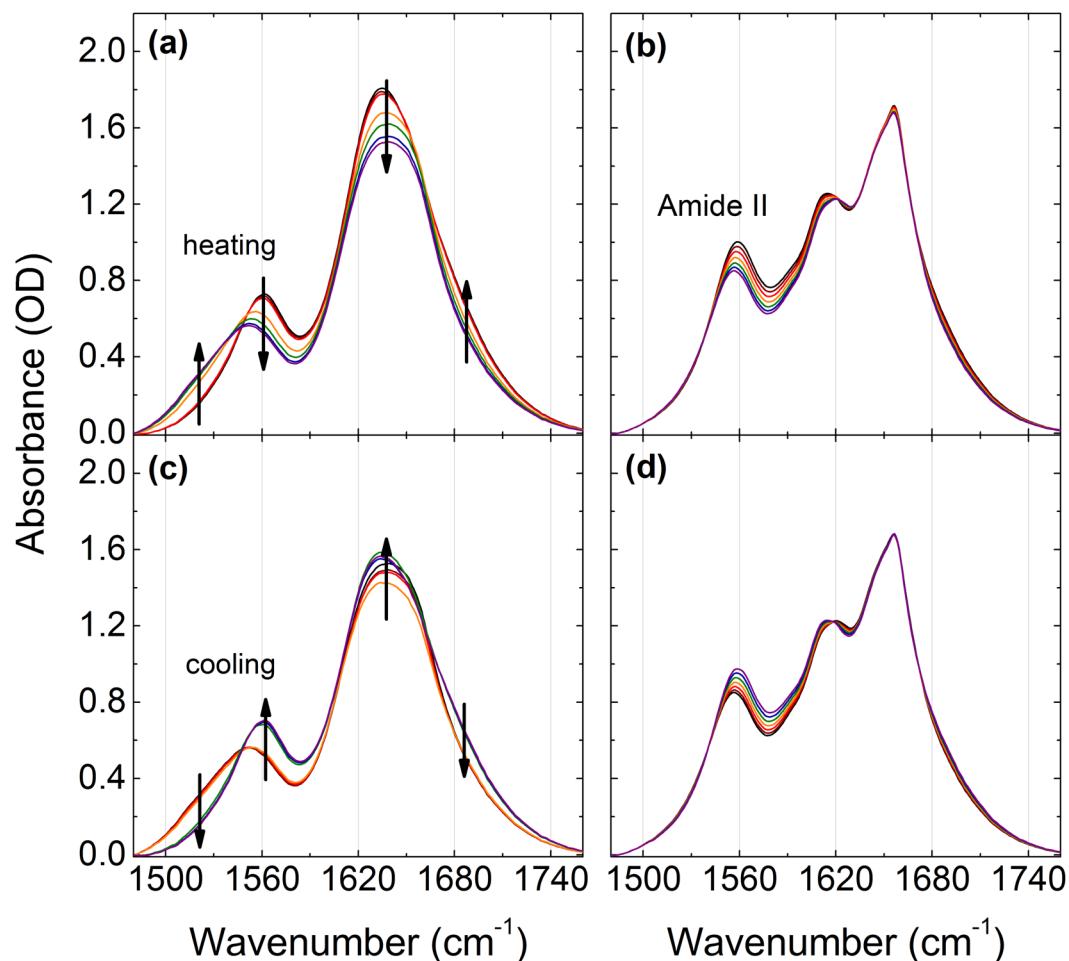 (a)
(b)
2.0
1.6
1.2
0.8
0.4
0.0
heating
Amide II
(c)
(d)
2.0
1.6
1.2
0.8
0.4
0.0
cooling
Absorbance (OD)
1500 1560 1620 1680 1740
1500 1560 1620 1680 1740
Wavenumber (cm⁻¹)
Wavenumber (cm⁻¹)